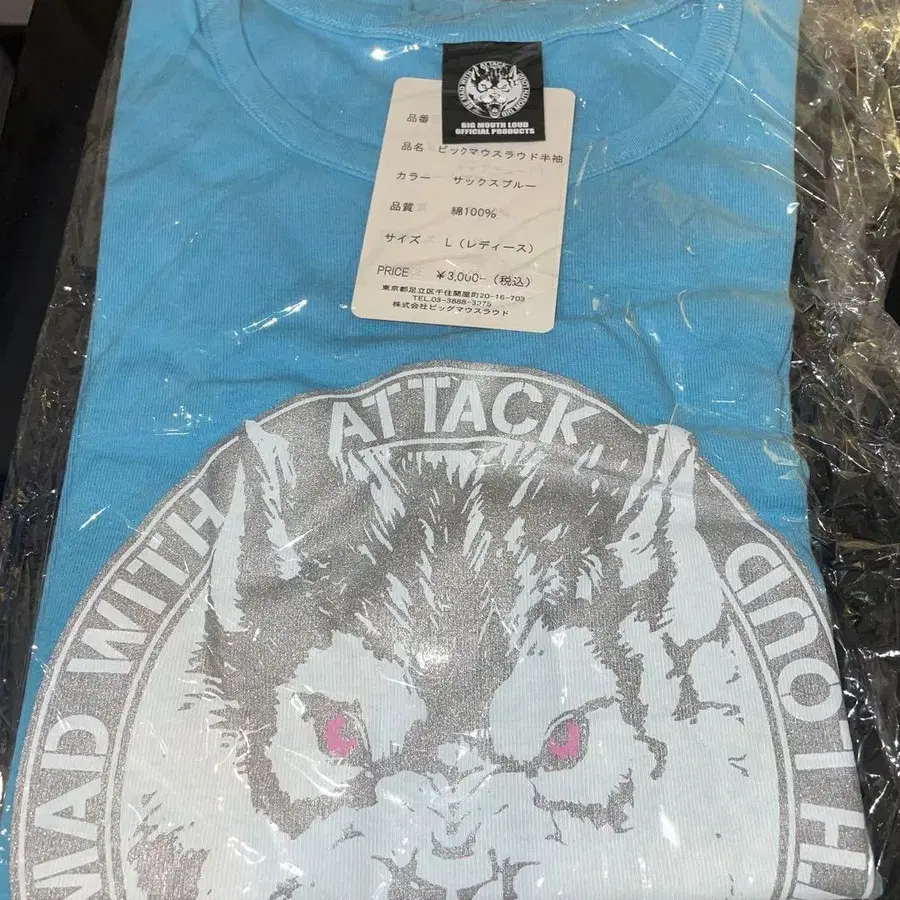 ATTACK
BIG MOUTH LOUD
OFFICIAL PRODUCTS
品番
品名 ビックマウスラウド半袖
カラー サックスブルー
品質 綿100%
サイズ L（レディース）
PRICE ¥3,000-（税込）
東京都足立区千住関屋町20-16-703
TEL.03-3888-3375
株式会社ビッグマウスラウド
MAD WITH ATTACK
LOUD